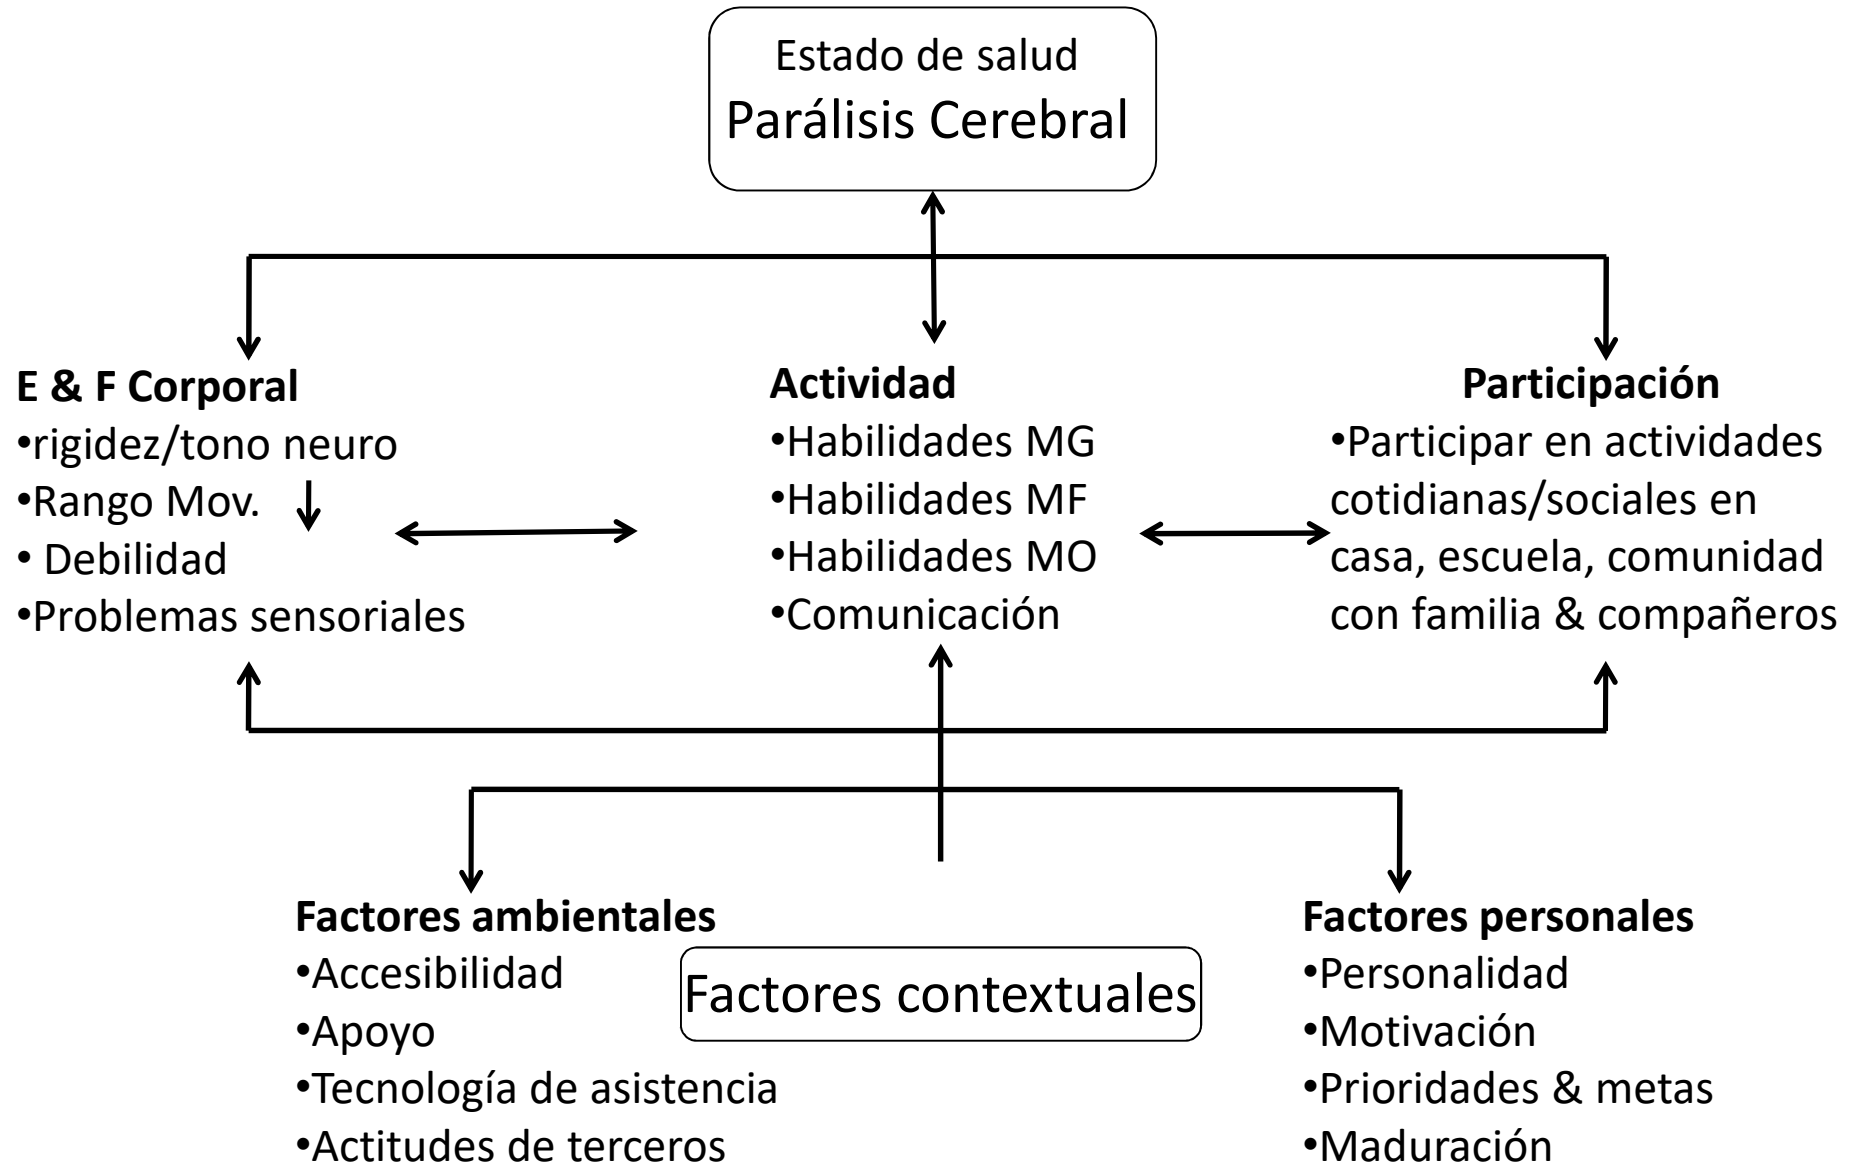 Estado de salud
Parálisis Cerebral
E & F Corporal
•rigidez/tono neuro
•Rango Mov.
• Debilidad
•Problemas sensoriales
Actividad
•Habilidades MG
•Habilidades MF
•Habilidades MO
•Comunicación
Participación
•Participar en actividades
cotidianas/sociales en
casa, escuela, comunidad
con familia & compañeros
Factores ambientales
•Accesibilidad
•Apoyo
•Tecnología de asistencia
•Actitudes de terceros
Factores contextuales
Factores personales
•Personalidad
•Motivación
•Prioridades & metas
•Maduración